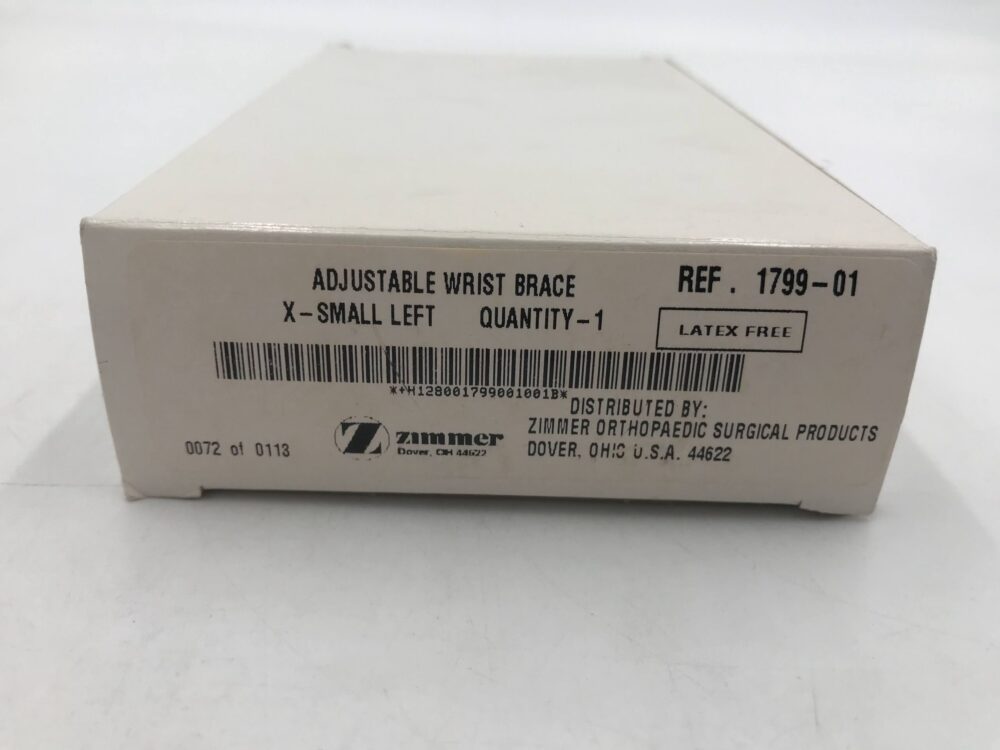 ADJUSTABLE WRIST BRACE
REF. 1799-01
X-SMALL LEFT QUANTITY-1
LATEX FREE
*+H128001799001001B*
DISTRIBUTED BY:
ZIMMER ORTHOPAEDIC SURGICAL PRODUCTS
DOVER, OHIO U.S.A. 44622
Z zimmer
Dover, OH 44622
0072 of 0113